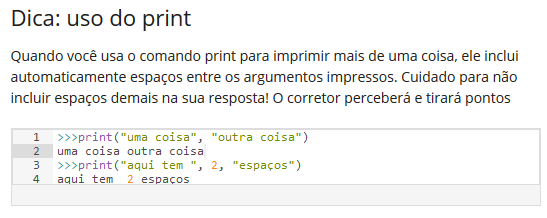 Dica: uso do print
Quando você usa o comando print para imprimir mais de uma coisa, ele inclui
automaticamente espaços entre os argumentos impressos. Cuidado para não
incluir espaços demais na sua resposta! O corretor perceberá e tirará pontos
1 >>>print("uma coisa", "outra coisa")
2 uma coisa outra coisa
3 >>>print("aqui tem ", 2, "espaços")
4 aqui tem  2 espaços